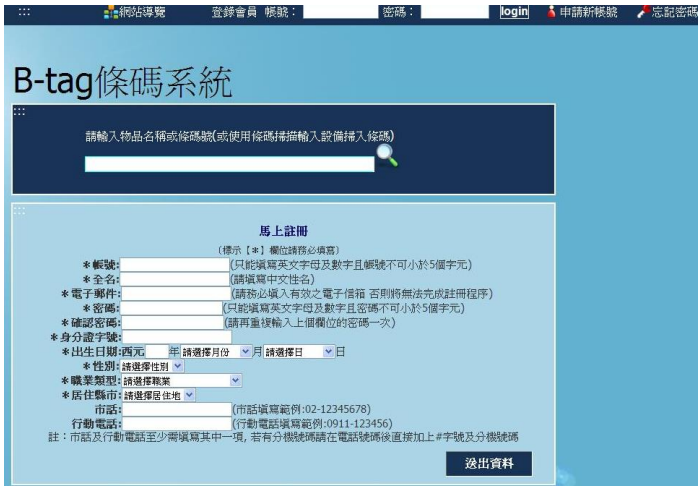 ::: 網站導覽 登錄會員 帳號： 密碼： login 申請新帳號 忘記密碼
B-tag條碼系統
:::
請輸入物品名稱或條碼號(或使用條碼掃描輸入設備掃入條碼)
:::
馬上註冊
(標示【*】欄位請務必填寫)
*帳號: (只能填寫英文字母及數字且帳號不可小於5個字元)
*全名: (請填寫中文姓名)
*電子郵件: (請務必填入有效之電子信箱 否則將無法完成註冊程序)
*密碼: (只能填寫英文字母及數字且密碼不可小於5個字元)
*確認密碼: (請再重複輸入上個欄位的密碼一次)
*身分證字號:
*出生日期:西元 年 請選擇月份 月 請選擇日 日
*性別: 請選擇性別
*職業類型: 請選擇職業
*居住縣市: 請選擇居住地
市話: (市話填寫範例:02-12345678)
行動電話: (行動電話填寫範例:0911-123456)
註：市話及行動電話至少需填寫其中一項, 若有分機號碼請在電話號碼後直接加上#字號及分機號碼
送出資料